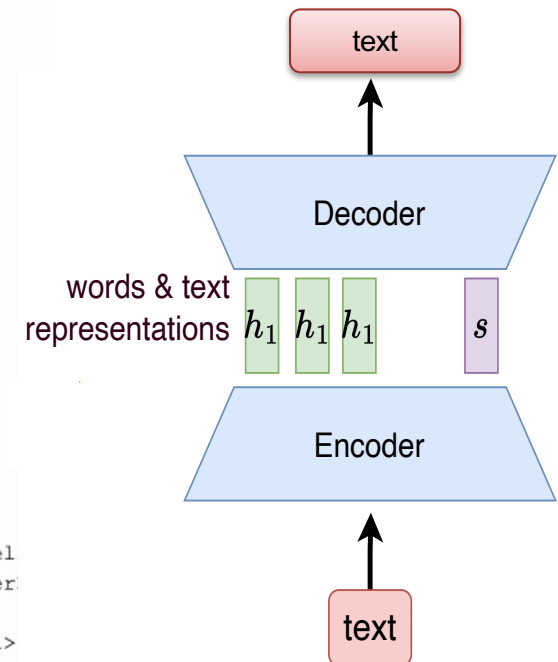 text
Decoder
words & text
representations
h₁ h₁ h₁ s
Encoder
text